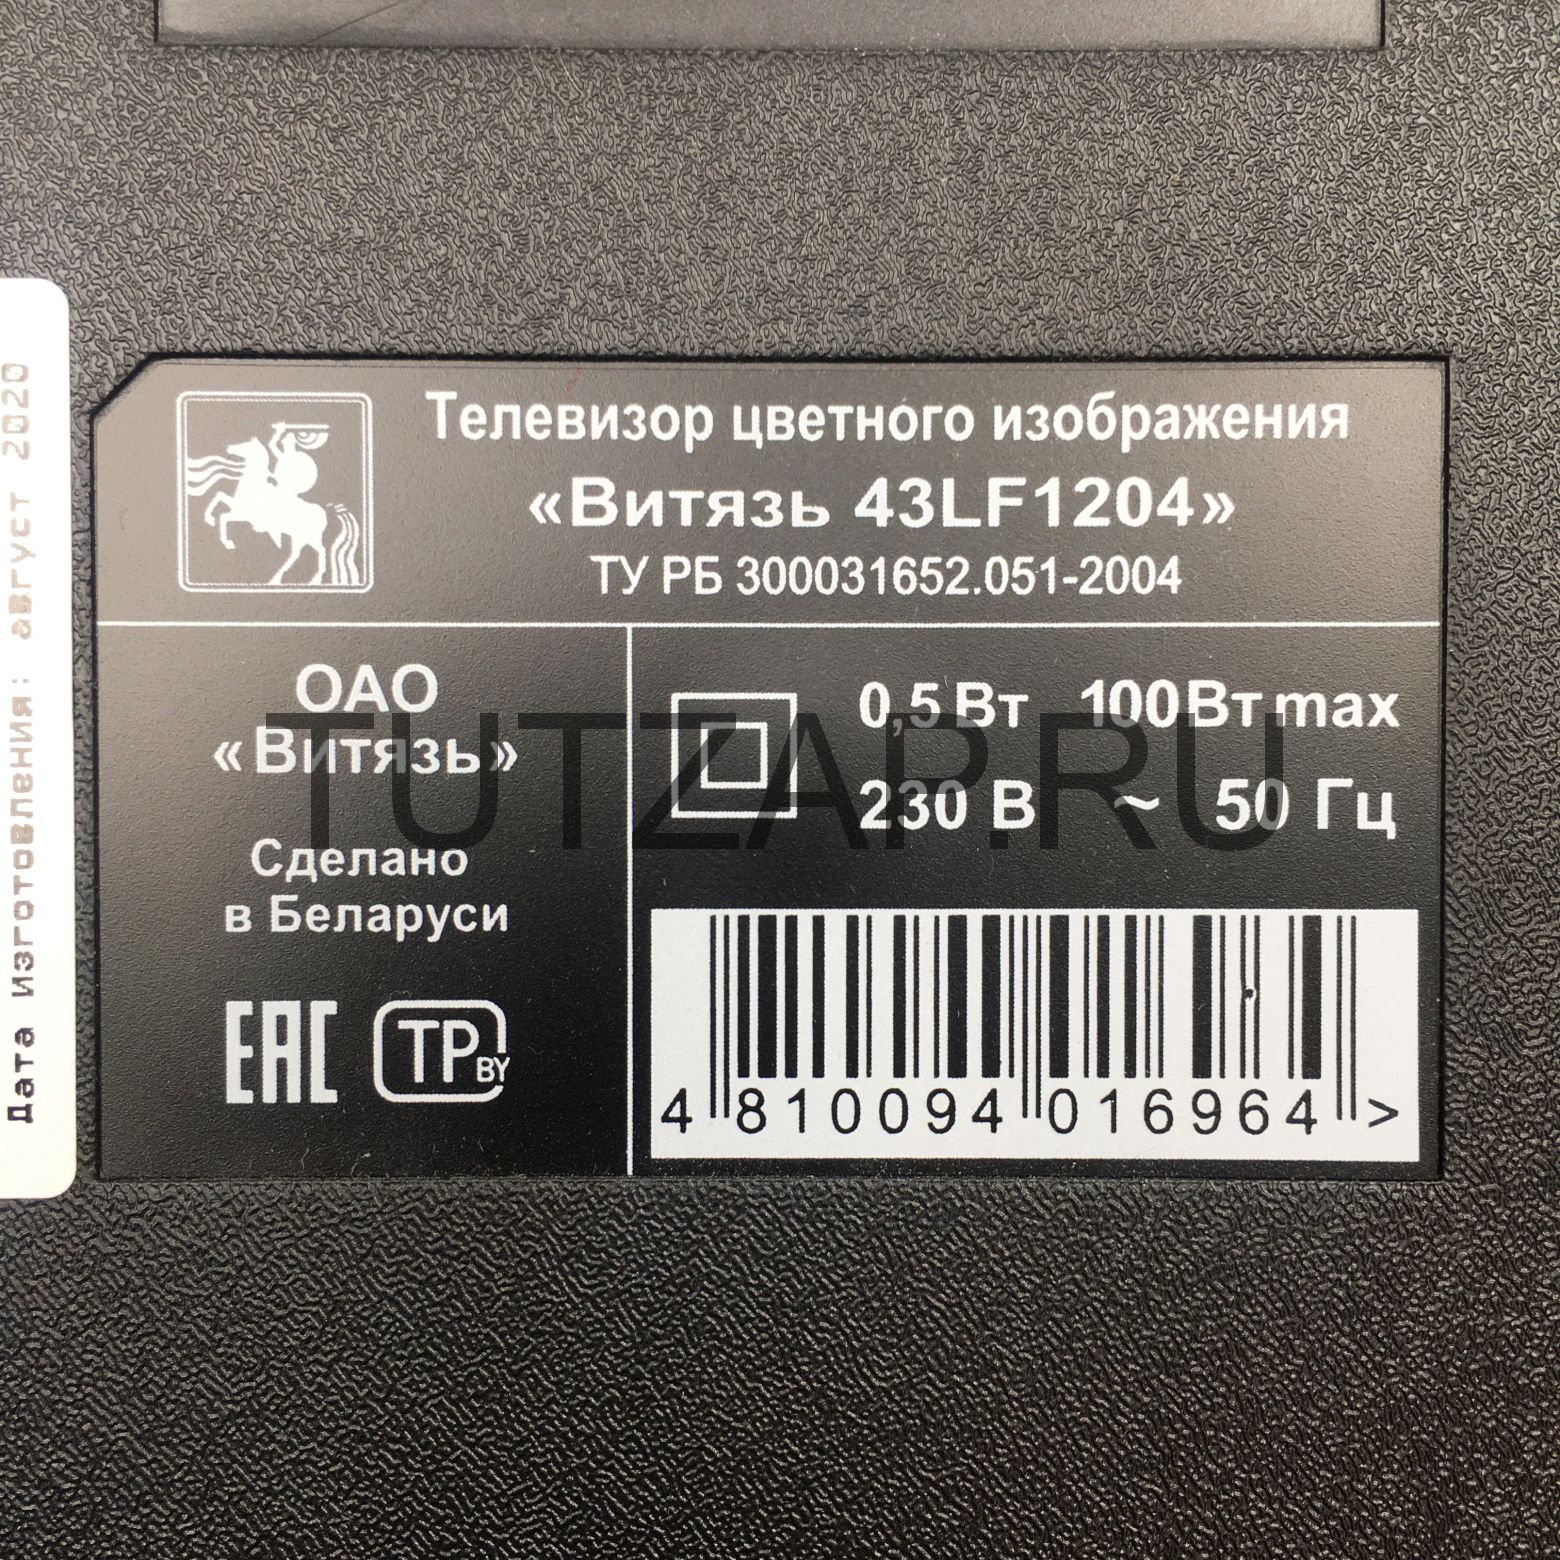 Телевизор цветного изображения
«Витязь 43LF1204»
ТУ РБ 300031652.051-2004
ОАО
«Витязь»
Сделано
в Беларуси
EAC TP BY
0,5 Вт 100Вт max
230 В ~ 50 Гц
4 810094 016964 >
Дата Изготовления: август 2020
TUTZAP.RU